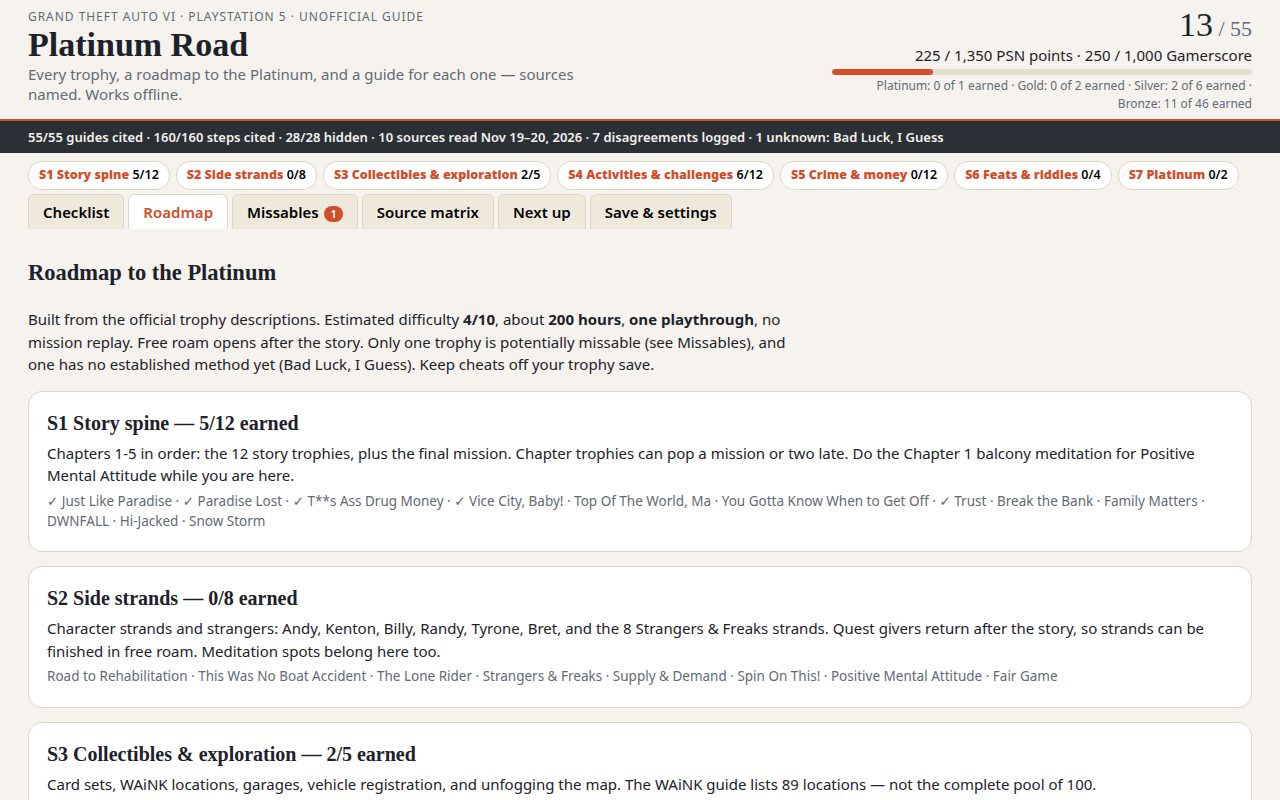 GRAND THEFT AUTO VI · PLAYSTATION 5 · UNOFFICIAL GUIDE
Platinum Road
Every trophy, a roadmap to the Platinum, and a guide for each one — sources
named. Works offline.
13 / 55
225 / 1,350 PSN points · 250 / 1,000 Gamerscore
Platinum: 0 of 1 earned · Gold: 0 of 2 earned · Silver: 2 of 6 earned ·
Bronze: 11 of 46 earned
55/55 guides cited · 160/160 steps cited · 28/28 hidden · 10 sources read Nov 19–20, 2026 · 7 disagreements logged · 1 unknown: Bad Luck, I Guess
S1 Story spine 5/12
S2 Side strands 0/8
S3 Collectibles & exploration 2/5
S4 Activities & challenges 6/12
S5 Crime & money 0/12
S6 Feats & riddles 0/4
S7 Platinum 0/2
Checklist
Roadmap
Missables 1
Source matrix
Next up
Save & settings
Roadmap to the Platinum
Built from the official trophy descriptions. Estimated difficulty 4/10, about 200 hours, one playthrough, no
mission replay. Free roam opens after the story. Only one trophy is potentially missable (see Missables), and
one has no established method yet (Bad Luck, I Guess). Keep cheats off your trophy save.
S1 Story spine — 5/12 earned
Chapters 1-5 in order: the 12 story trophies, plus the final mission. Chapter trophies can pop a mission or two late. Do the Chapter 1 balcony meditation for Positive
Mental Attitude while you are here.
✓ Just Like Paradise · ✓ Paradise Lost · ✓ T**s Ass Drug Money · ✓ Vice City, Baby! · Top Of The World, Ma · You Gotta Know When to Get Off · ✓ Trust · Break the Bank · Family Matters ·
DWNFALL · Hi-Jacked · Snow Storm
S2 Side strands — 0/8 earned
Character strands and strangers: Andy, Kenton, Billy, Randy, Tyrone, Bret, and the 8 Strangers & Freaks strands. Quest givers return after the story, so strands can be
finished in free roam. Meditation spots belong here too.
Road to Rehabilitation · This Was No Boat Accident · The Lone Rider · Strangers & Freaks · Supply & Demand · Spin On This! · Positive Mental Attitude · Fair Game
S3 Collectibles & exploration — 2/5 earned
Card sets, WAiNK locations, garages, vehicle registration, and unfogging the map. The WAiNK guide lists 89 locations — not the complete pool of 100.